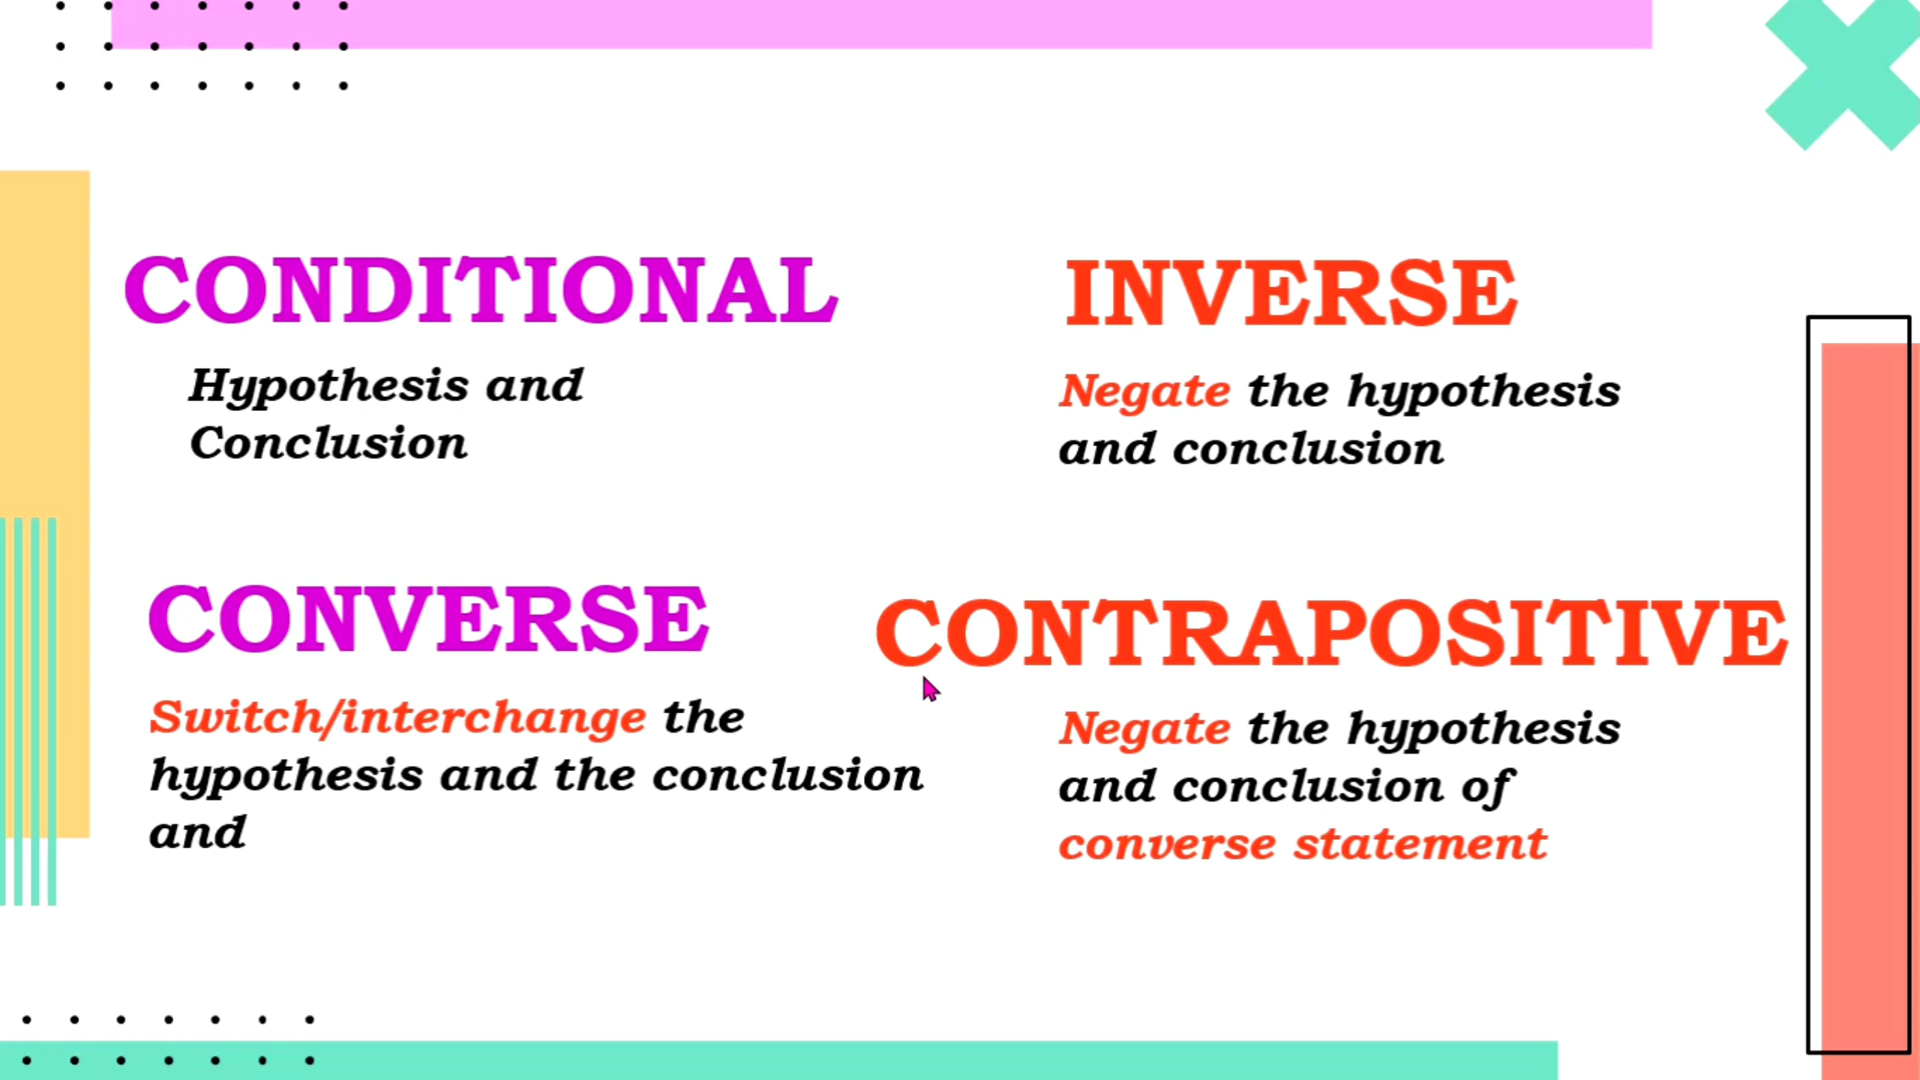 CONDITIONAL
Hypothesis and
Conclusion
INVERSE
Negate the hypothesis
and conclusion
CONVERSE
Switch/interchange the
hypothesis and the conclusion
and
CONTRAPOSITIVE
Negate the hypothesis
and conclusion of
converse statement